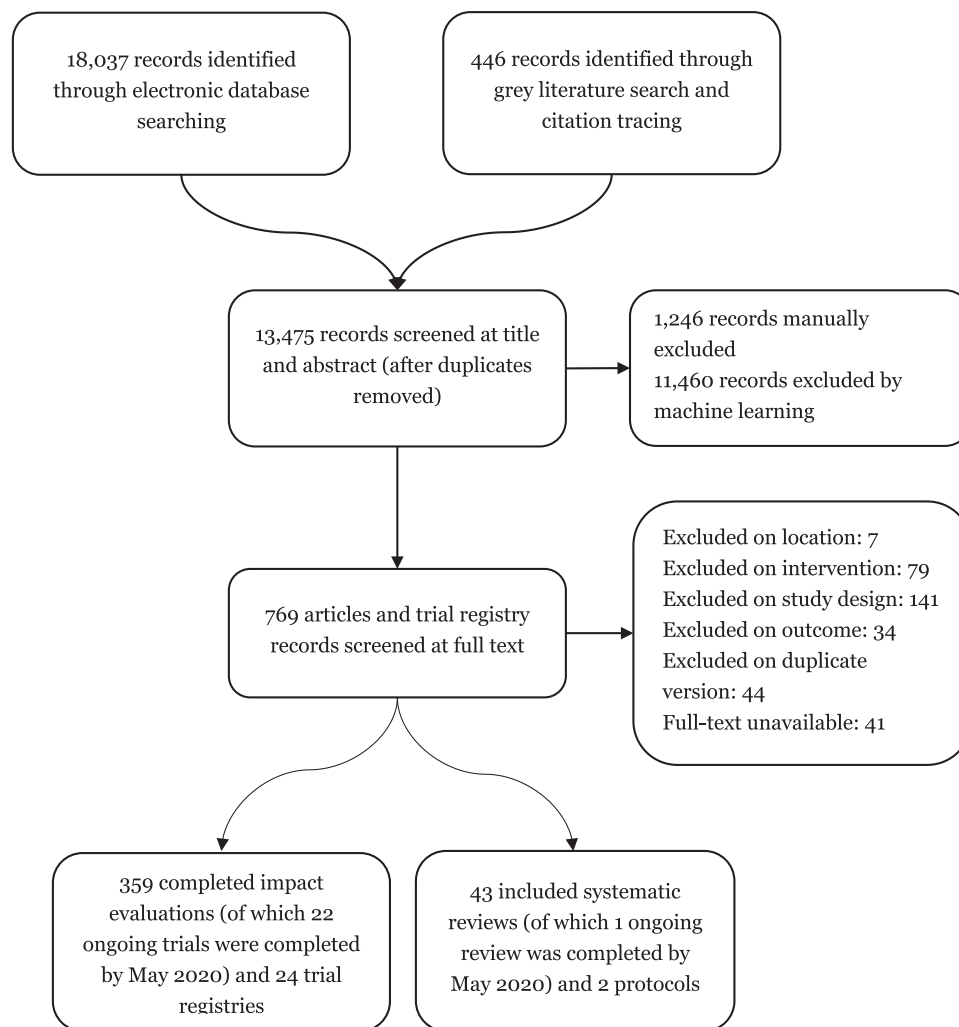 18,037 records identified
through electronic database
searching
446 records identified through
grey literature search and
citation tracing
13,475 records screened at title
and abstract (after duplicates
removed)
1,246 records manually
excluded
11,460 records excluded by
machine learning
769 articles and trial registry
records screened at full text
Excluded on location: 7
Excluded on intervention: 79
Excluded on study design: 141
Excluded on outcome: 34
Excluded on duplicate
version: 44
Full-text unavailable: 41
359 completed impact
evaluations (of which 22
ongoing trials were completed
by May 2020) and 24 trial
registries
43 included systematic
reviews (of which 1 ongoing
review was completed by
May 2020) and 2 protocols